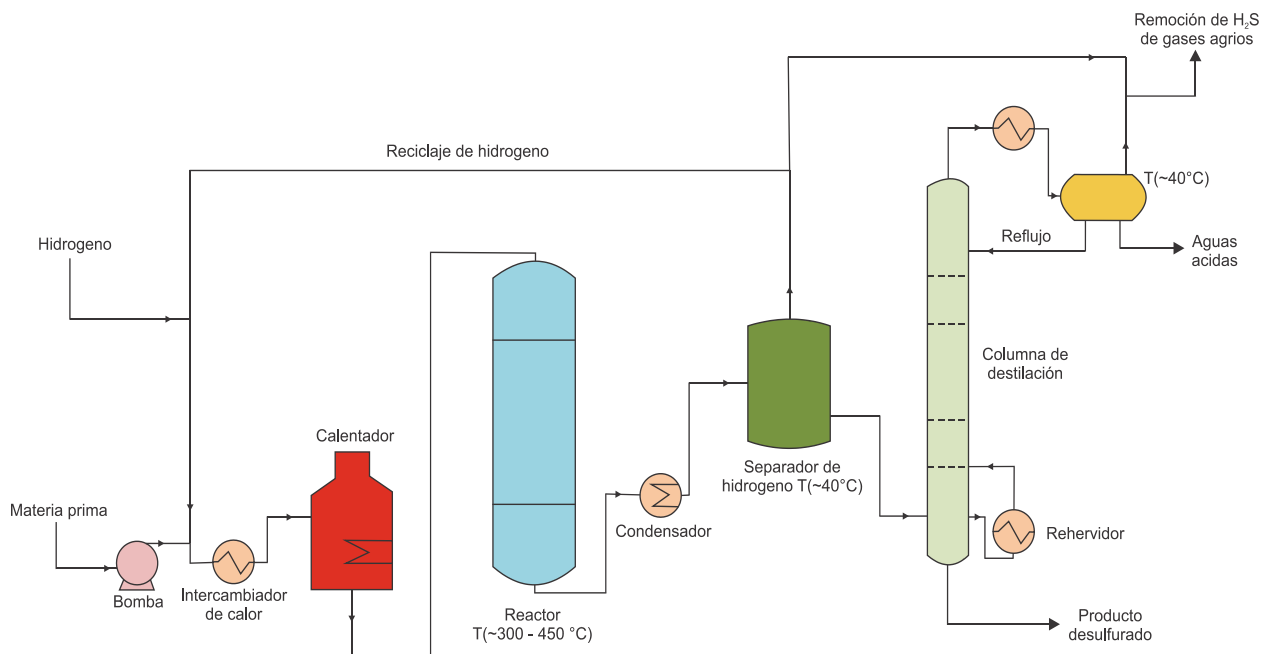 Remoción de H₂S
de gases agrios
Reciclaje de hidrogeno
T(~40°C)
Hidrogeno
Reflujo
Aguas
acidas
Columna de
destilación
Calentador
Separador de
hidrogeno T(~40°C)
Materia prima
Condensador
Rehervidor
Bomba
Intercambiador
de calor
Reactor
T(~300 - 450 °C)
Producto
desulfurado